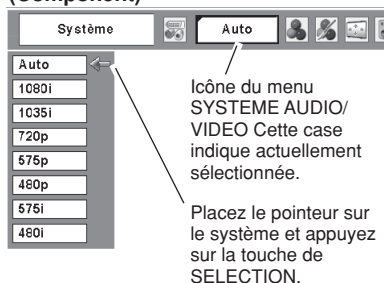 (Component)
Système
Auto
Auto
1080i
1035i
720p
575p
480p
575i
480i
Icône du menu
SYSTEME AUDIO/
VIDEO Cette case
indique actuellement
sélectionnée.
Placez le pointeur sur
le système et appuyez
sur la touche de
SELECTION.